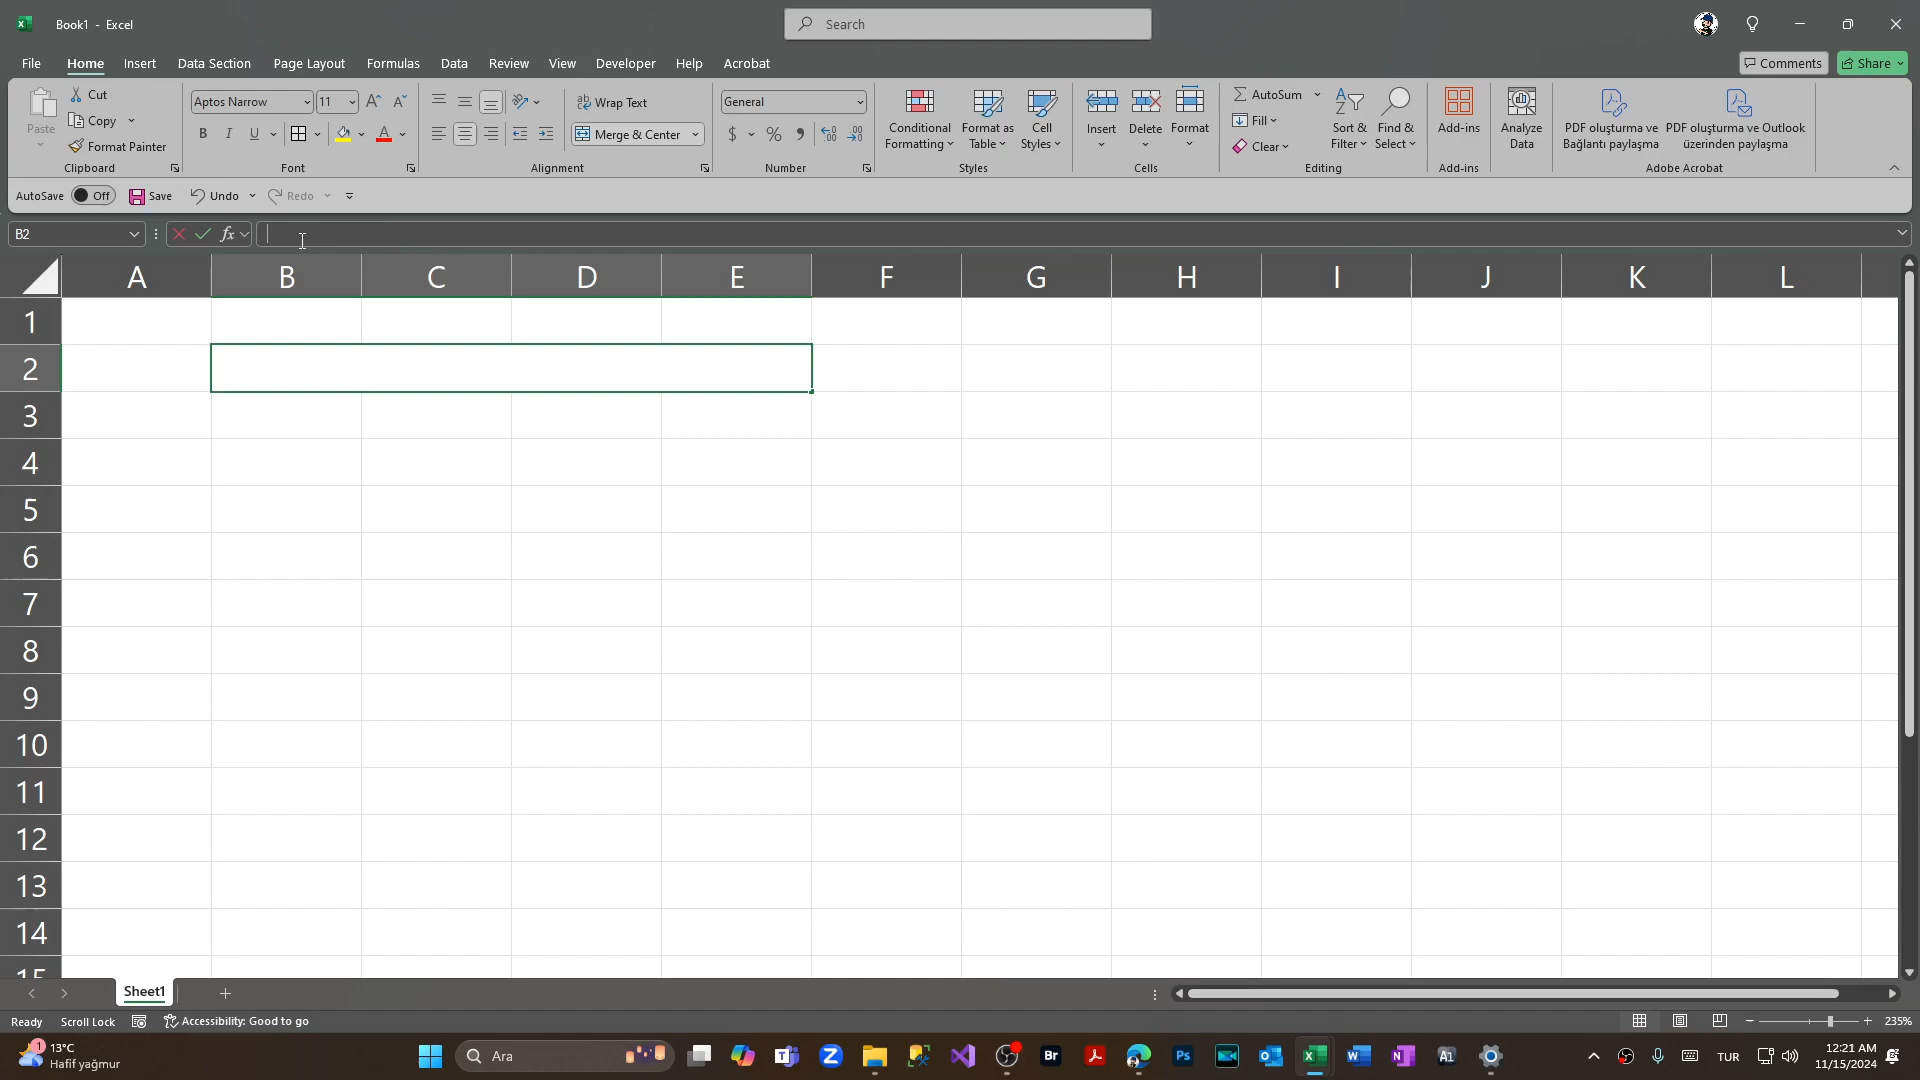 Book1 - Excel
Search
File Home Insert Data Section Page Layout Formulas Data Review View Developer Help Acrobat
Comments Share
Paste
Cut
Copy
Format Painter
Clipboard
Aptos Narrow 11
B I U
Font
Wrap Text
Merge & Center
Alignment
General
$ % ,
Number
Conditional Formatting
Format as Table
Cell Styles
Styles
Insert
Delete
Format
Cells
AutoSum
Fill
Clear
Sort & Filter
Find & Select
Editing
Add-ins
Add-ins
Analyze Data
PDF oluşturma ve Bağlantı paylaşma
PDF oluşturma ve Outlook üzerinden paylaşma
Adobe Acrobat
AutoSave Off Save Undo Redo
B2 fx
A B C D E F G H I J K L
1
2
3
4
5
6
7
8
9
10
11
12
13
14
15
Sheet1
Ready Scroll Lock Accessibility: Good to go 235%
1 13°C
Hafif yağmur
Ara
TUR
12:21 AM
11/15/2024